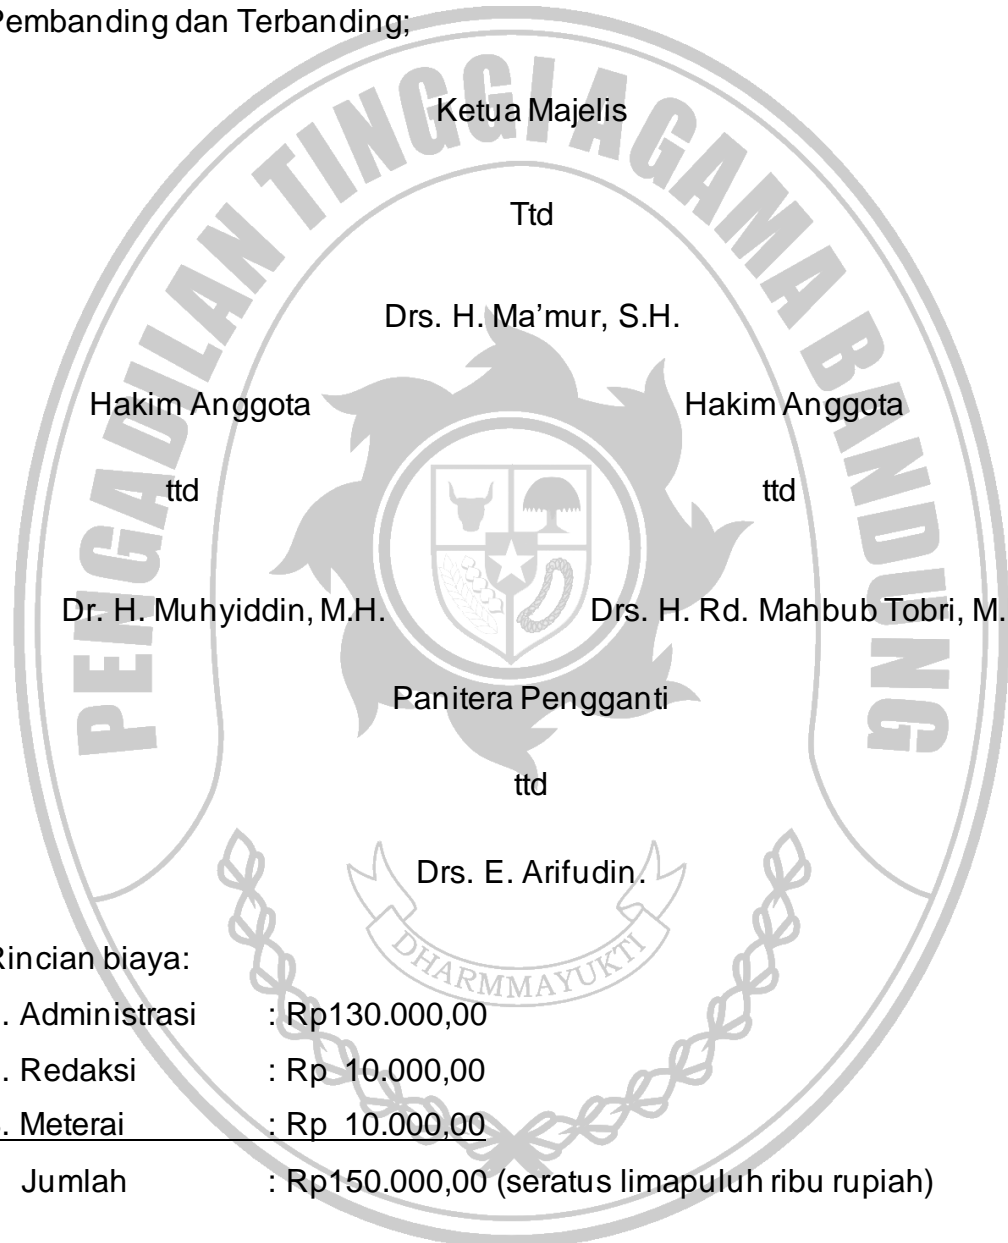 Pembanding dan Terbanding;
Ketua Majelis
Ttd
Drs. H. Ma’mur, S.H.
Hakim Anggota Hakim Anggota
ttd ttd
Dr. H. Muhyiddin, M.H. Drs. H. Rd. Mahbub Tobri, M.
Panitera Pengganti
ttd
Drs. E. Arifudin.
Rincian biaya:
. Administrasi : Rp130.000,00
. Redaksi : Rp 10.000,00
. Meterai : Rp 10.000,00
Jumlah : Rp150.000,00 (seratus limapuluh ribu rupiah)
PENGADILAN TINGGI AGAMA BANDUNG
DHARMMAYUKTI